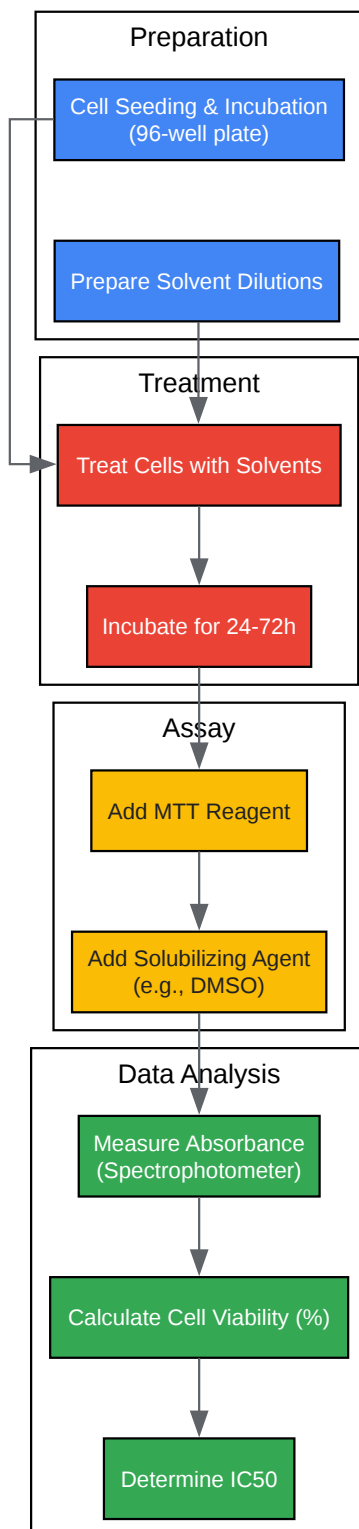 Preparation
Cell Seeding & Incubation
(96-well plate)
Prepare Solvent Dilutions
Treatment
Treat Cells with Solvents
Incubate for 24-72h
Assay
Add MTT Reagent
Add Solubilizing Agent
(e.g., DMSO)
Data Analysis
Measure Absorbance
(Spectrophotometer)
Calculate Cell Viability (%)
Determine IC50